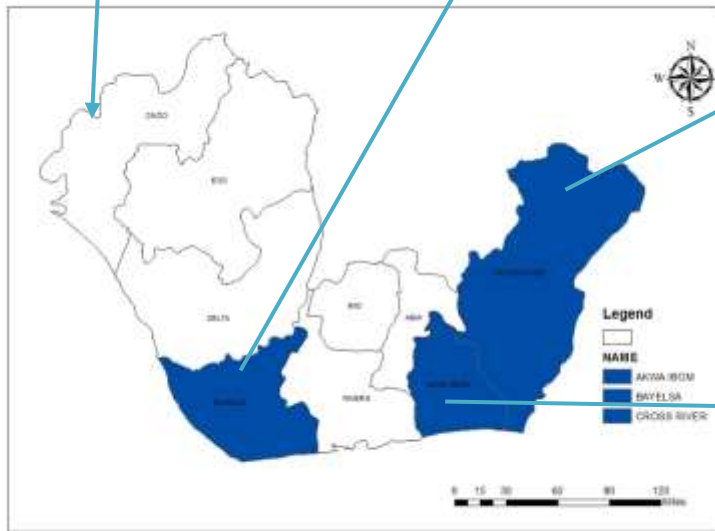 N
W
S
ONDO
EDO
DELTA
IMO
ABIA
RIVERS
Legend
NAME
AKWA IBOM
BAYELSA
CROSS RIVER
0 15 30 60 90 120
Miles